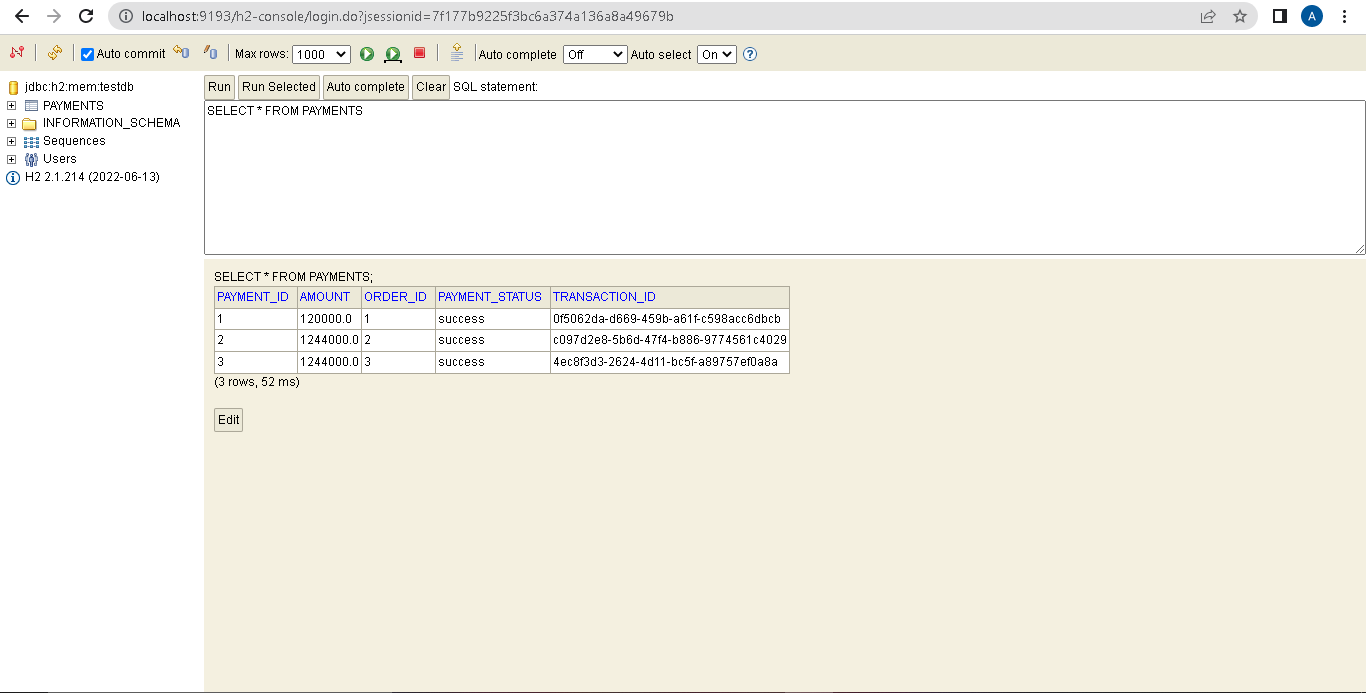 localhost:9193/h2-console/login.do?jsessionid=7f177b9225f3bc6a374a136a8a49679b
A
Auto commit Max rows: 1000 Auto complete Off Auto select On
jdbc:h2:mem:testdb
PAYMENTS
INFORMATION_SCHEMA
Sequences
Users
H2 2.1.214 (2022-06-13)
Run Run Selected Auto complete Clear SQL statement:
SELECT * FROM PAYMENTS
SELECT * FROM PAYMENTS;
PAYMENT_ID AMOUNT ORDER_ID PAYMENT_STATUS TRANSACTION_ID
1 120000.0 1 success 0f5062da-d669-459b-a61f-c598acc6dbcb
2 1244000.0 2 success c097d2e8-5b6d-47f4-b886-9774561c4029
3 1244000.0 3 success 4ec8f3d3-2624-4d11-bc5f-a89757ef0a8a
(3 rows, 52 ms)
Edit